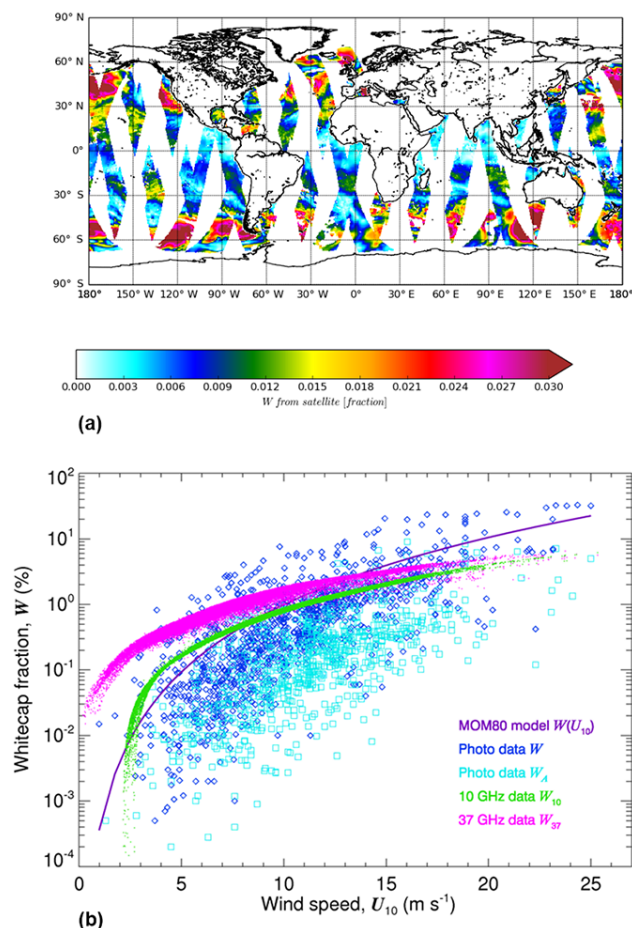 90° N
60° N
30° N
0°
30° S
60° S
90° S
180° 150° W 120° W 90° W 60° W 30° W 0° 30° E 60° E 90° E 120° E 150° E 180°
0.000 0.003 0.006 0.009 0.012 0.015 0.018 0.021 0.024 0.027 0.030
W from satellite [fraction]
(a)
10²
10¹
10⁰
10⁻¹
10⁻²
10⁻³
10⁻⁴
Whitecap fraction, W (%)
MOM80 model W(U₁₀)
Photo data W
Photo data W_A
10 GHz data W₁₀
37 GHz data W₃₇
0 5 10 15 20 25
Wind speed, U₁₀ (m s⁻¹)
(b)